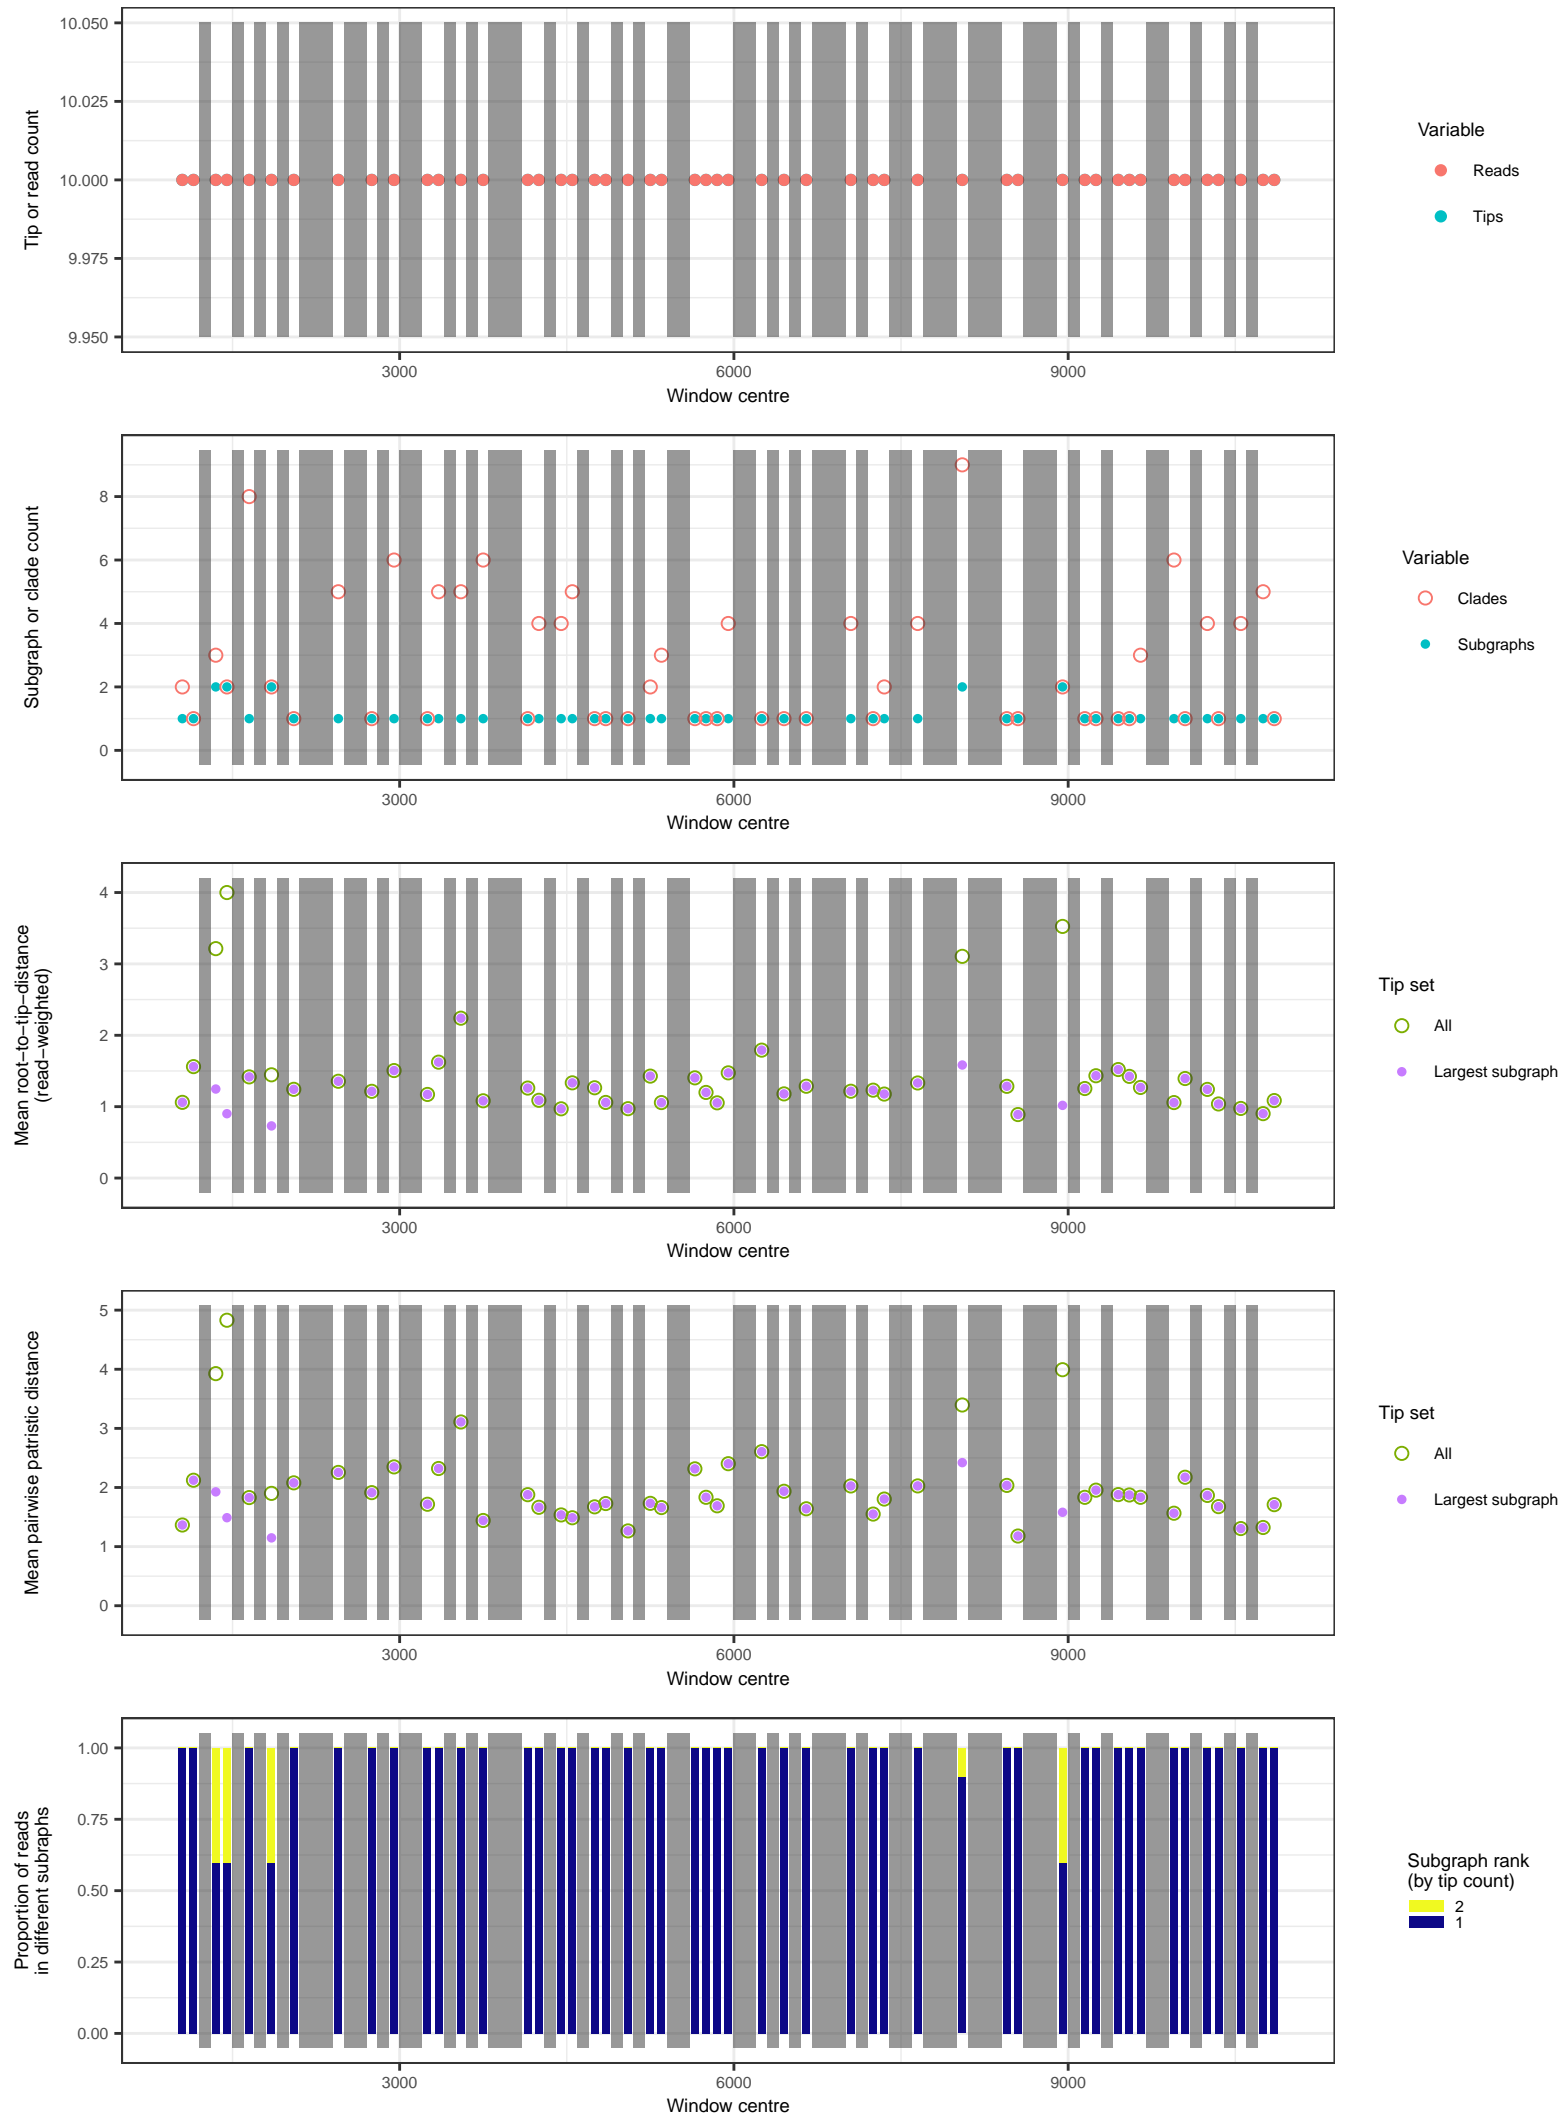 10.050
10.025
10.000
9.975
9.950
Tip or read count
3000
6000
9000
Window centre
Variable
Reads
Tips
8
6
4
2
0
Subgraph or clade count
3000
6000
9000
Window centre
Variable
Clades
Subgraphs
4
3
2
1
0
Mean root−to−tip−distance
(read−weighted)
3000
6000
9000
Window centre
Tip set
All
Largest subgraph
5
4
3
2
1
0
Mean pairwise patristic distance
3000
6000
9000
Window centre
Tip set
All
Largest subgraph
1.00
0.75
0.50
0.25
0.00
Proportion of reads
in different subraphs
3000
6000
9000
Window centre
Subgraph rank
(by tip count)
2
1